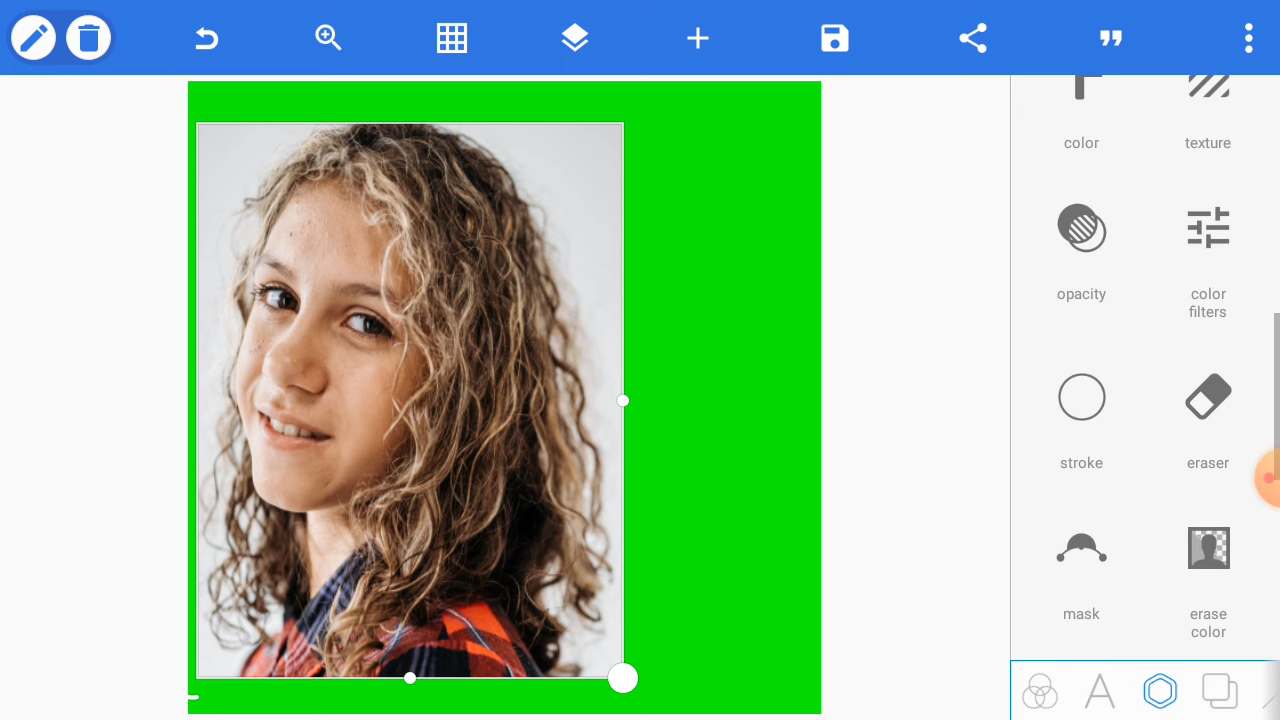 color texture
opacity color
filters
stroke eraser
mask erase
color